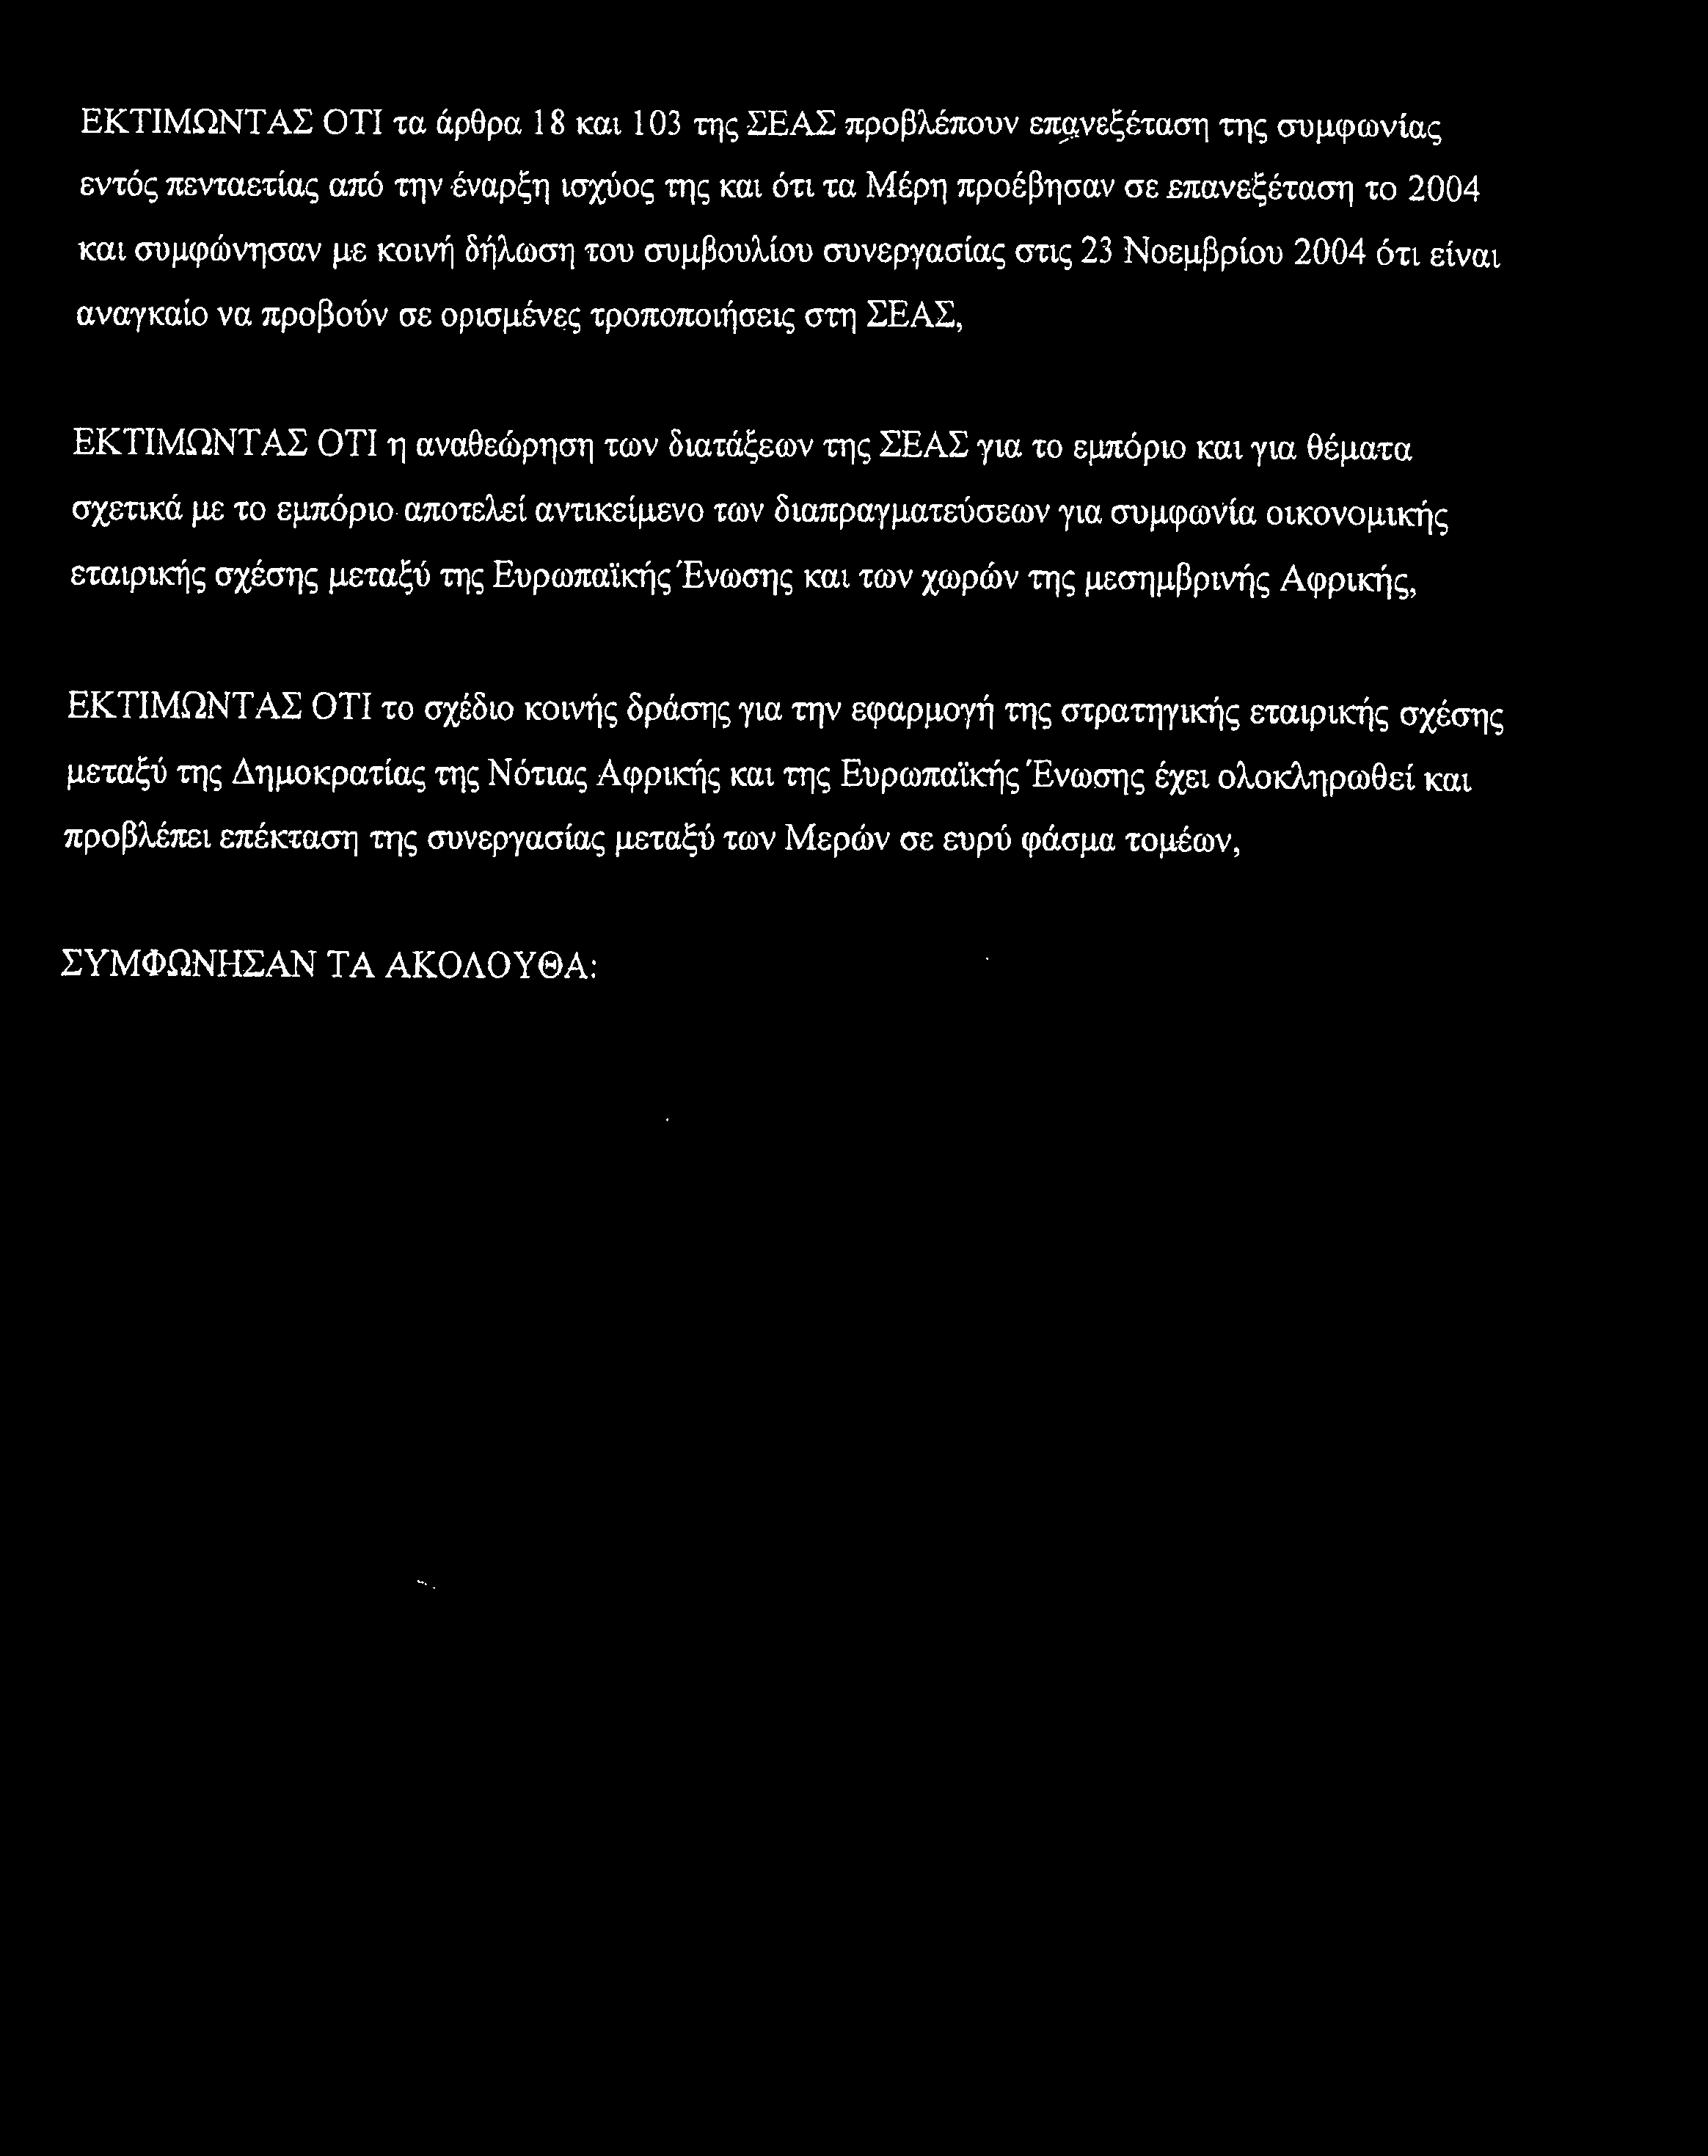 ΕΚΤΙΜΩΝΤΑΣ ΟΤΙ τα άρθρα 18 και 103 της ΣΕΑΣ προβλέπουν επανεξέταση της συμφωνίας
εντός πενταετίας από την έναρξη ισχύος της και ότι τα Μέρη προέβησαν σε επανεξέταση το 2004
και συμφώνησαν με κοινή δήλωση του συμβουλίου συνεργασίας στις 23 Νοεμβρίου 2004 ότι είναι
αναγκαίο να προβούν σε ορισμένες τροποποιήσεις στη ΣΕΑΣ,
ΕΚΤΙΜΩΝΤΑΣ ΟΤΙ η αναθεώρηση των διατάξεων της ΣΕΑΣ για το εμπόριο και για θέματα
σχετικά με το εμπόριο αποτελεί αντικείμενο των διαπραγματεύσεων για συμφωνία οικονομικής
εταιρικής σχέσης μεταξύ της Ευρωπαϊκής Ένωσης και των χωρών της μεσημβρινής Αφρικής,
ΕΚΤΙΜΩΝΤΑΣ ΟΤΙ το σχέδιο κοινής δράσης για την εφαρμογή της στρατηγικής εταιρικής σχέσης
μεταξύ της Δημοκρατίας της Νότιας Αφρικής και της Ευρωπαϊκής Ένωσης έχει ολοκληρωθεί και
προβλέπει επέκταση της συνεργασίας μεταξύ των Μερών σε ευρύ φάσμα τομέων,
ΣΥΜΦΩΝΗΣΑΝ ΤΑ ΑΚΟΛΟΥΘΑ: